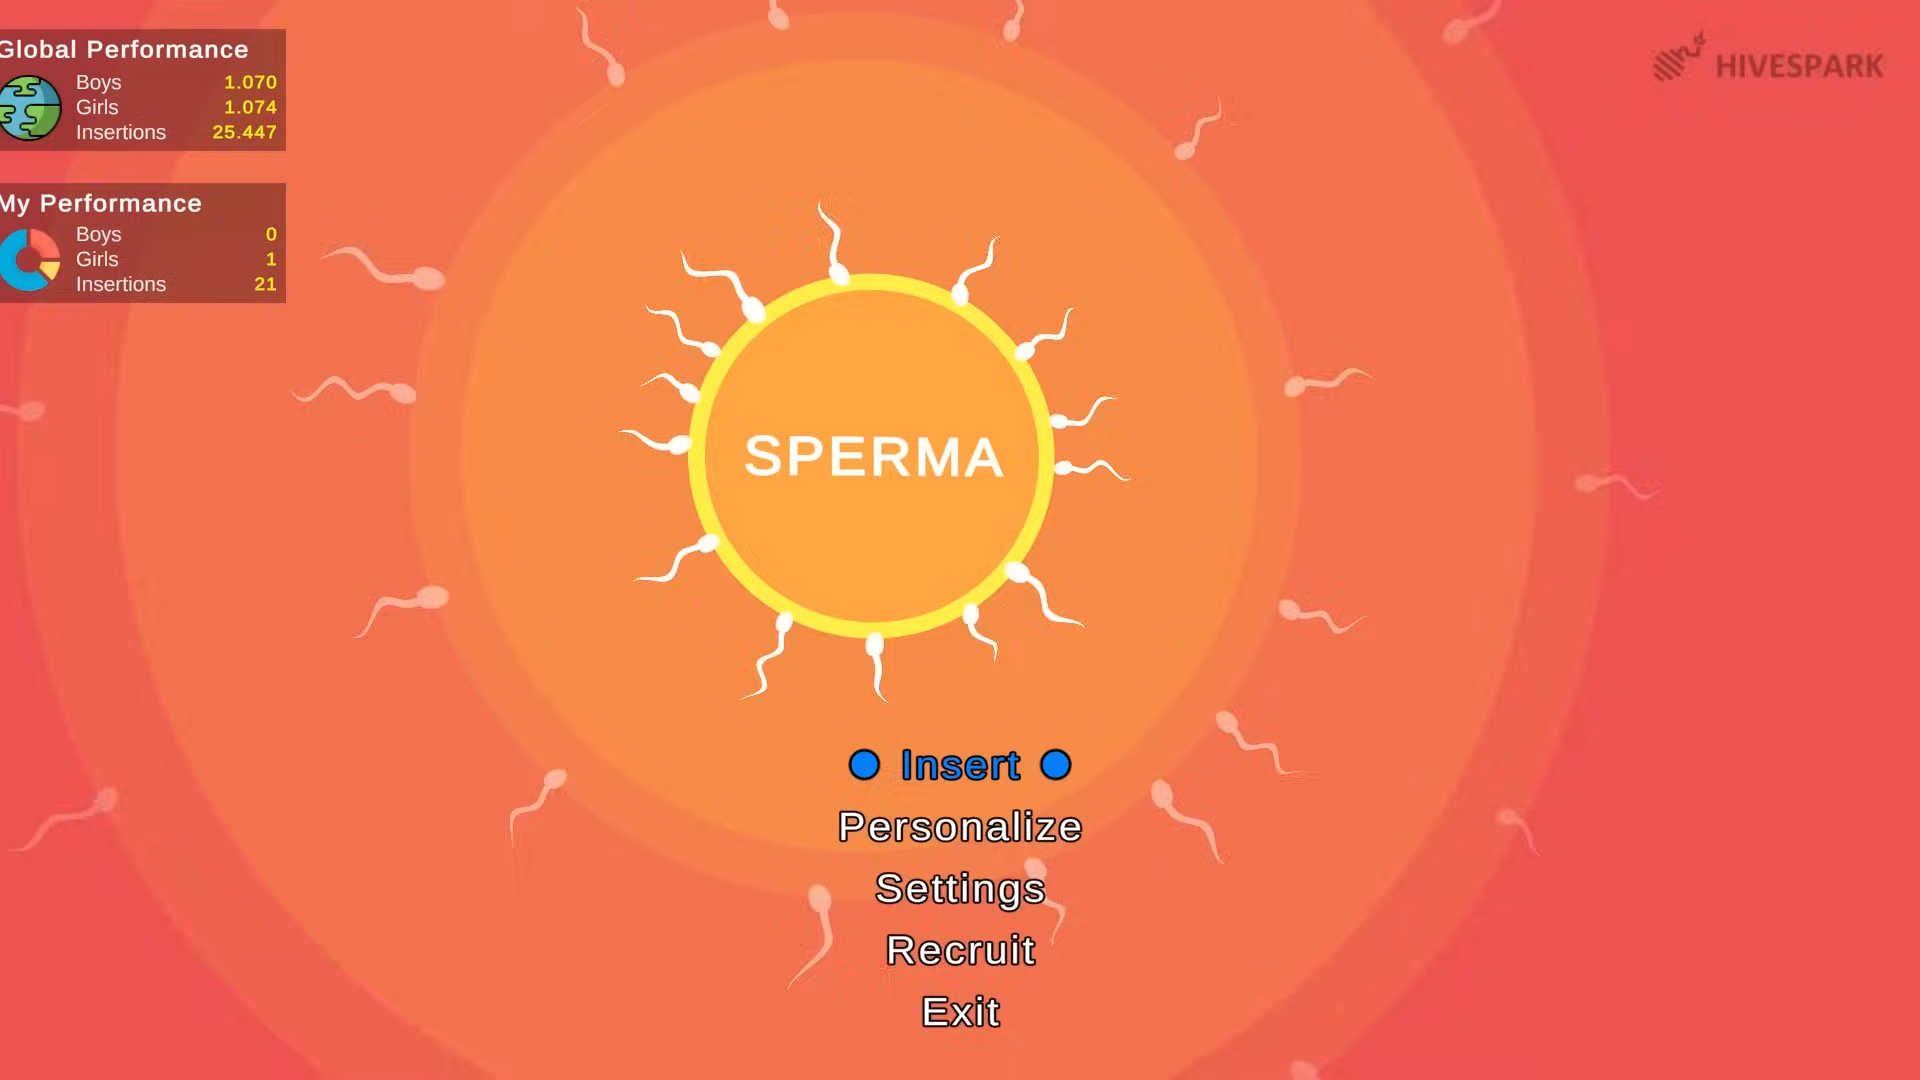 Global Performance
Boys 1.070
Girls 1.074
Insertions 25.447
My Performance
Boys 0
Girls 1
Insertions 21
HIVESPARK
SPERMA
Insert
Personalize
Settings
Recruit
Exit